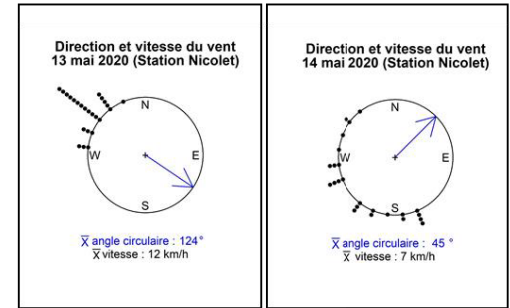 Direction et vitesse du vent
13 mai 2020 (Station Nicolet)
N
W
E
S
X̅ angle circulaire : 124°
X̅ vitesse : 12 km/h
Direction et vitesse du vent
14 mai 2020 (Station Nicolet)
N
W
E
S
X̅ angle circulaire : 45 °
X̅ vitesse : 7 km/h